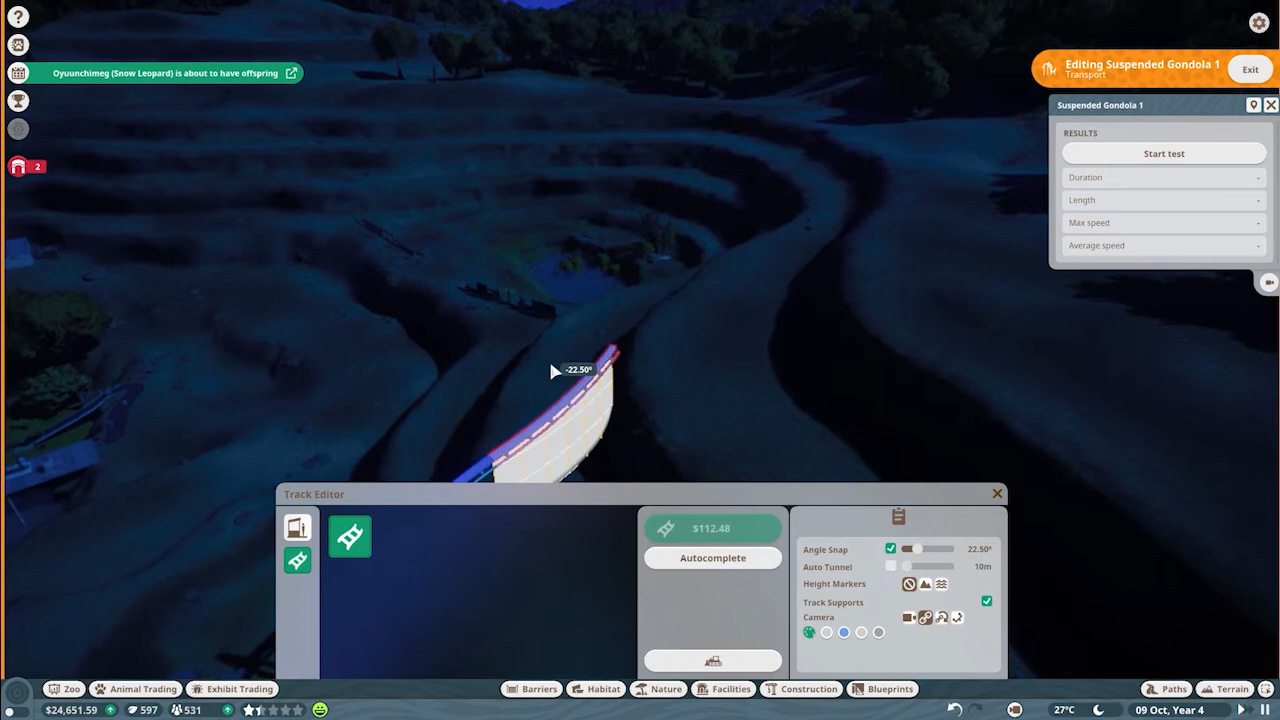 ?
Oyuunchimeg (Snow Leopard) is about to have offspring
2
Editing Suspended Gondola 1
Transport
Exit
Suspended Gondola 1
RESULTS
Start test
Duration -
Length -
Max speed -
Average speed -
-22.50°
Track Editor
$112.48
Autocomplete
Angle Snap 22.50°
Auto Tunnel 10m
Height Markers
Track Supports
Camera
Zoo Animal Trading Exhibit Trading Barriers Habitat Nature Facilities Construction Blueprints Paths Terrain
$24,651.59 597 531 27°C 09 Oct, Year 4